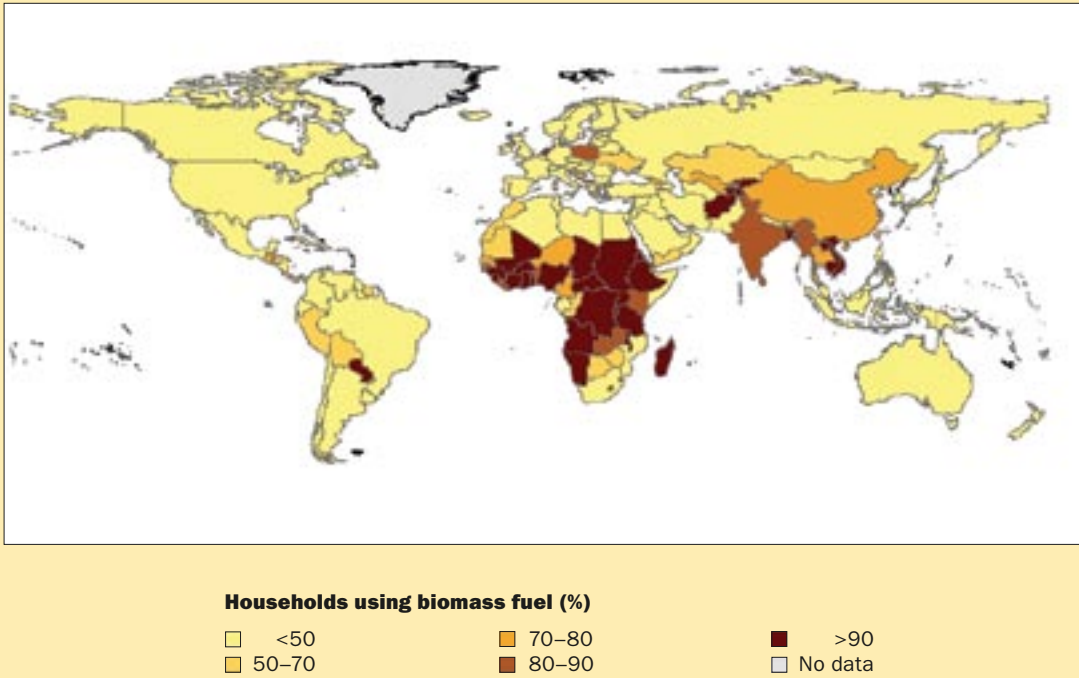 Households using biomass fuel (%)
<50 70–80 >90
50–70 80–90 No data